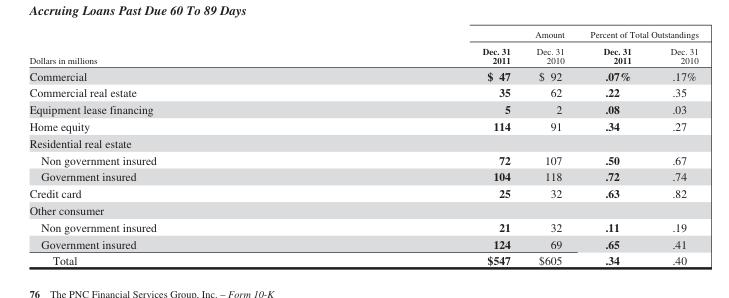 Accruing Loans Past Due 60 To 89 Days
Amount Percent of Total Outstandings
Dollars in millions Dec. 31 2011 Dec. 31 2010 Dec. 31 2011 Dec. 31 2010
Commercial $ 47 $ 92 .07% .17%
Commercial real estate 35 62 .22 .35
Equipment lease financing 5 2 .08 .03
Home equity 114 91 .34 .27
Residential real estate
Non government insured 72 107 .50 .67
Government insured 104 118 .72 .74
Credit card 25 32 .63 .82
Other consumer
Non government insured 21 32 .11 .19
Government insured 124 69 .65 .41
Total $547 $605 .34 .40
76 The PNC Financial Services Group, Inc. – Form 10-K